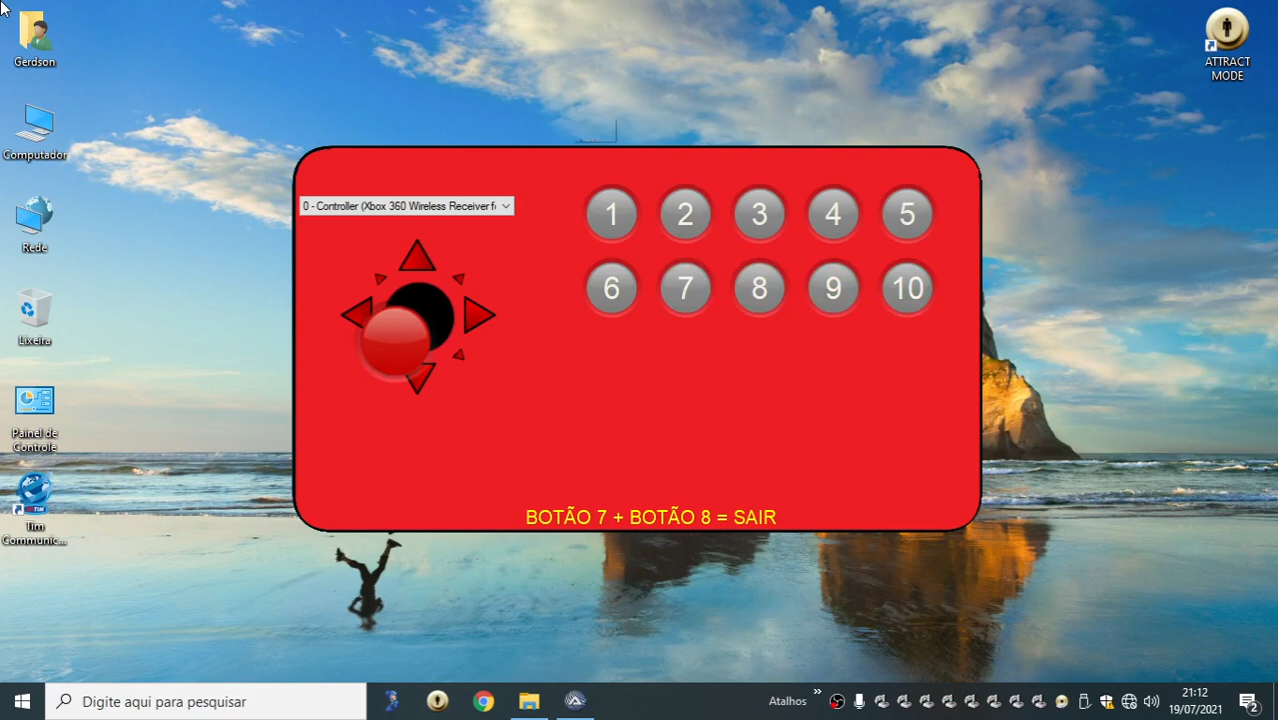 Gerdson
Computador
Rede
Lixeira
Painel de
Controle
Tim
Communic...
ATTRACT
MODE
0 - Controller (Xbox 360 Wireless Receiver f
1
2
3
4
5
6
7
8
9
10
BOTÃO 7 + BOTÃO 8 = SAIR
Digite aqui para pesquisar
Atalhos
21:12
19/07/2021
2